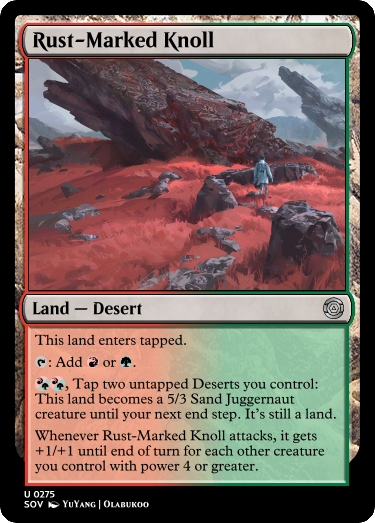 Rust-Marked Knoll
Land — Desert
This land enters tapped.
: Add or .
, Tap two untapped Deserts you control:
This land becomes a 5/3 Sand Juggernaut
creature until your next end step. It's still a land.
Whenever Rust-Marked Knoll attacks, it gets
+1/+1 until end of turn for each other creature
you control with power 4 or greater.
U 0275
SOV YuYang | Olabukoo